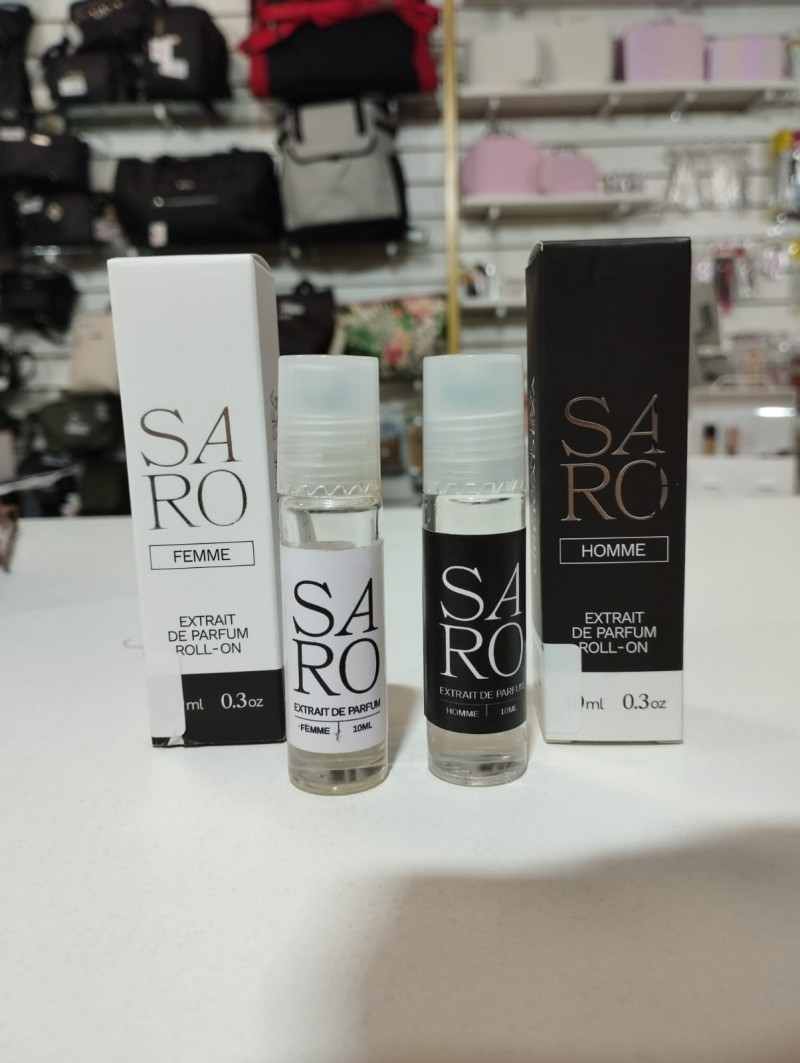 SA
RO
FEMME
EXTRAIT
DE PARFUM
ROLL-ON
ml 0.3oz
SA
RO
EXTRAIT DE PARFUM
FEMME 10ML
SA
RO
EXTRAIT DE PARFUM
HOMME 10ML
SA
RO
HOMME
EXTRAIT
DE PARFUM
ROLL-ON
10ml 0.3oz